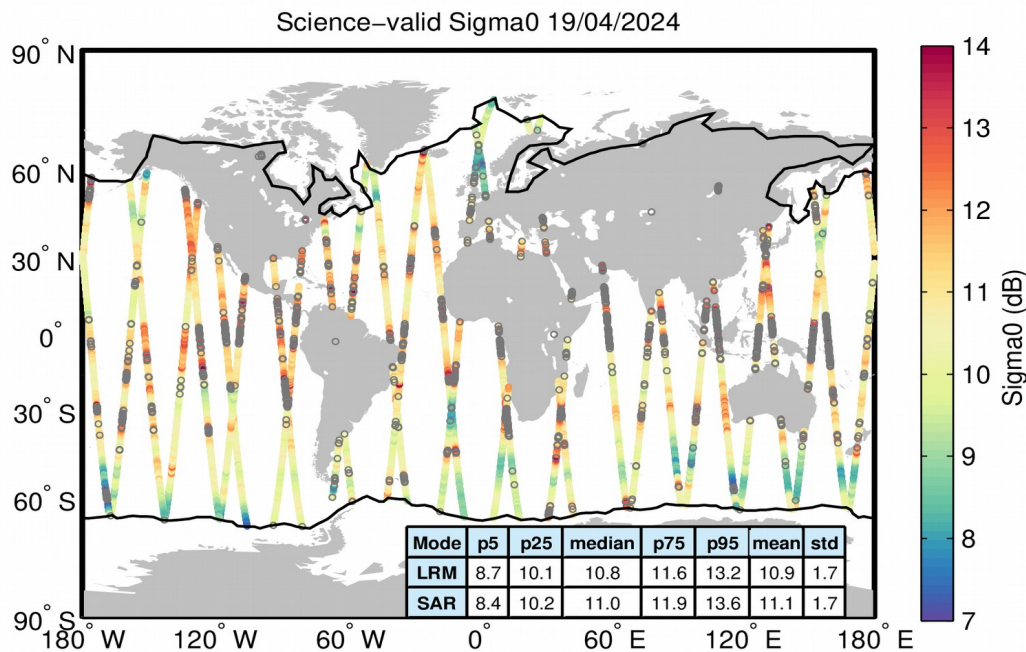 Science−valid Sigma0 19/04/2024
90° N
60° N
30° N
0°
30° S
60° S
90° S
180° W
120° W
60° W
0°
60° E
120° E
180° E
Mode p5 p25 median p75 p95 mean std
LRM 8.7 10.1 10.8 11.6 13.2 10.9 1.7
SAR 8.4 10.2 11.0 11.9 13.6 11.1 1.7
14
13
12
11
10
9
8
7
Sigma0 (dB)